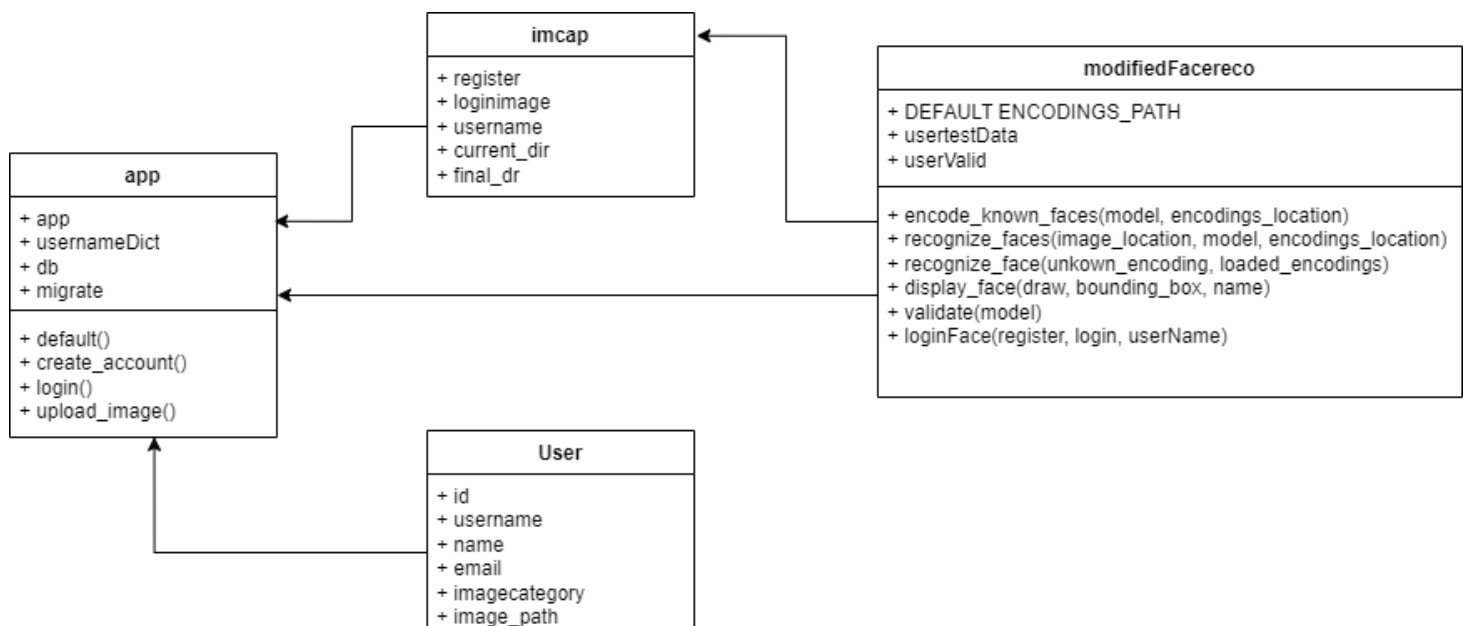 imcap
+ register
+ loginimage
+ username
+ current_dir
+ final_dr
modifiedFacereco
+ DEFAULT ENCODINGS_PATH
+ usertestData
+ userValid
+ encode_known_faces(model, encodings_location)
+ recognize_faces(image_location, model, encodings_location)
+ recognize_face(unkown_encoding, loaded_encodings)
+ display_face(draw, bounding_box, name)
+ validate(model)
+ loginFace(register, login, userName)
app
+ app
+ usernameDict
+ db
+ migrate
+ default()
+ create_account()
+ login()
+ upload_image()
User
+ id
+ username
+ name
+ email
+ imagecategory
+ image_path